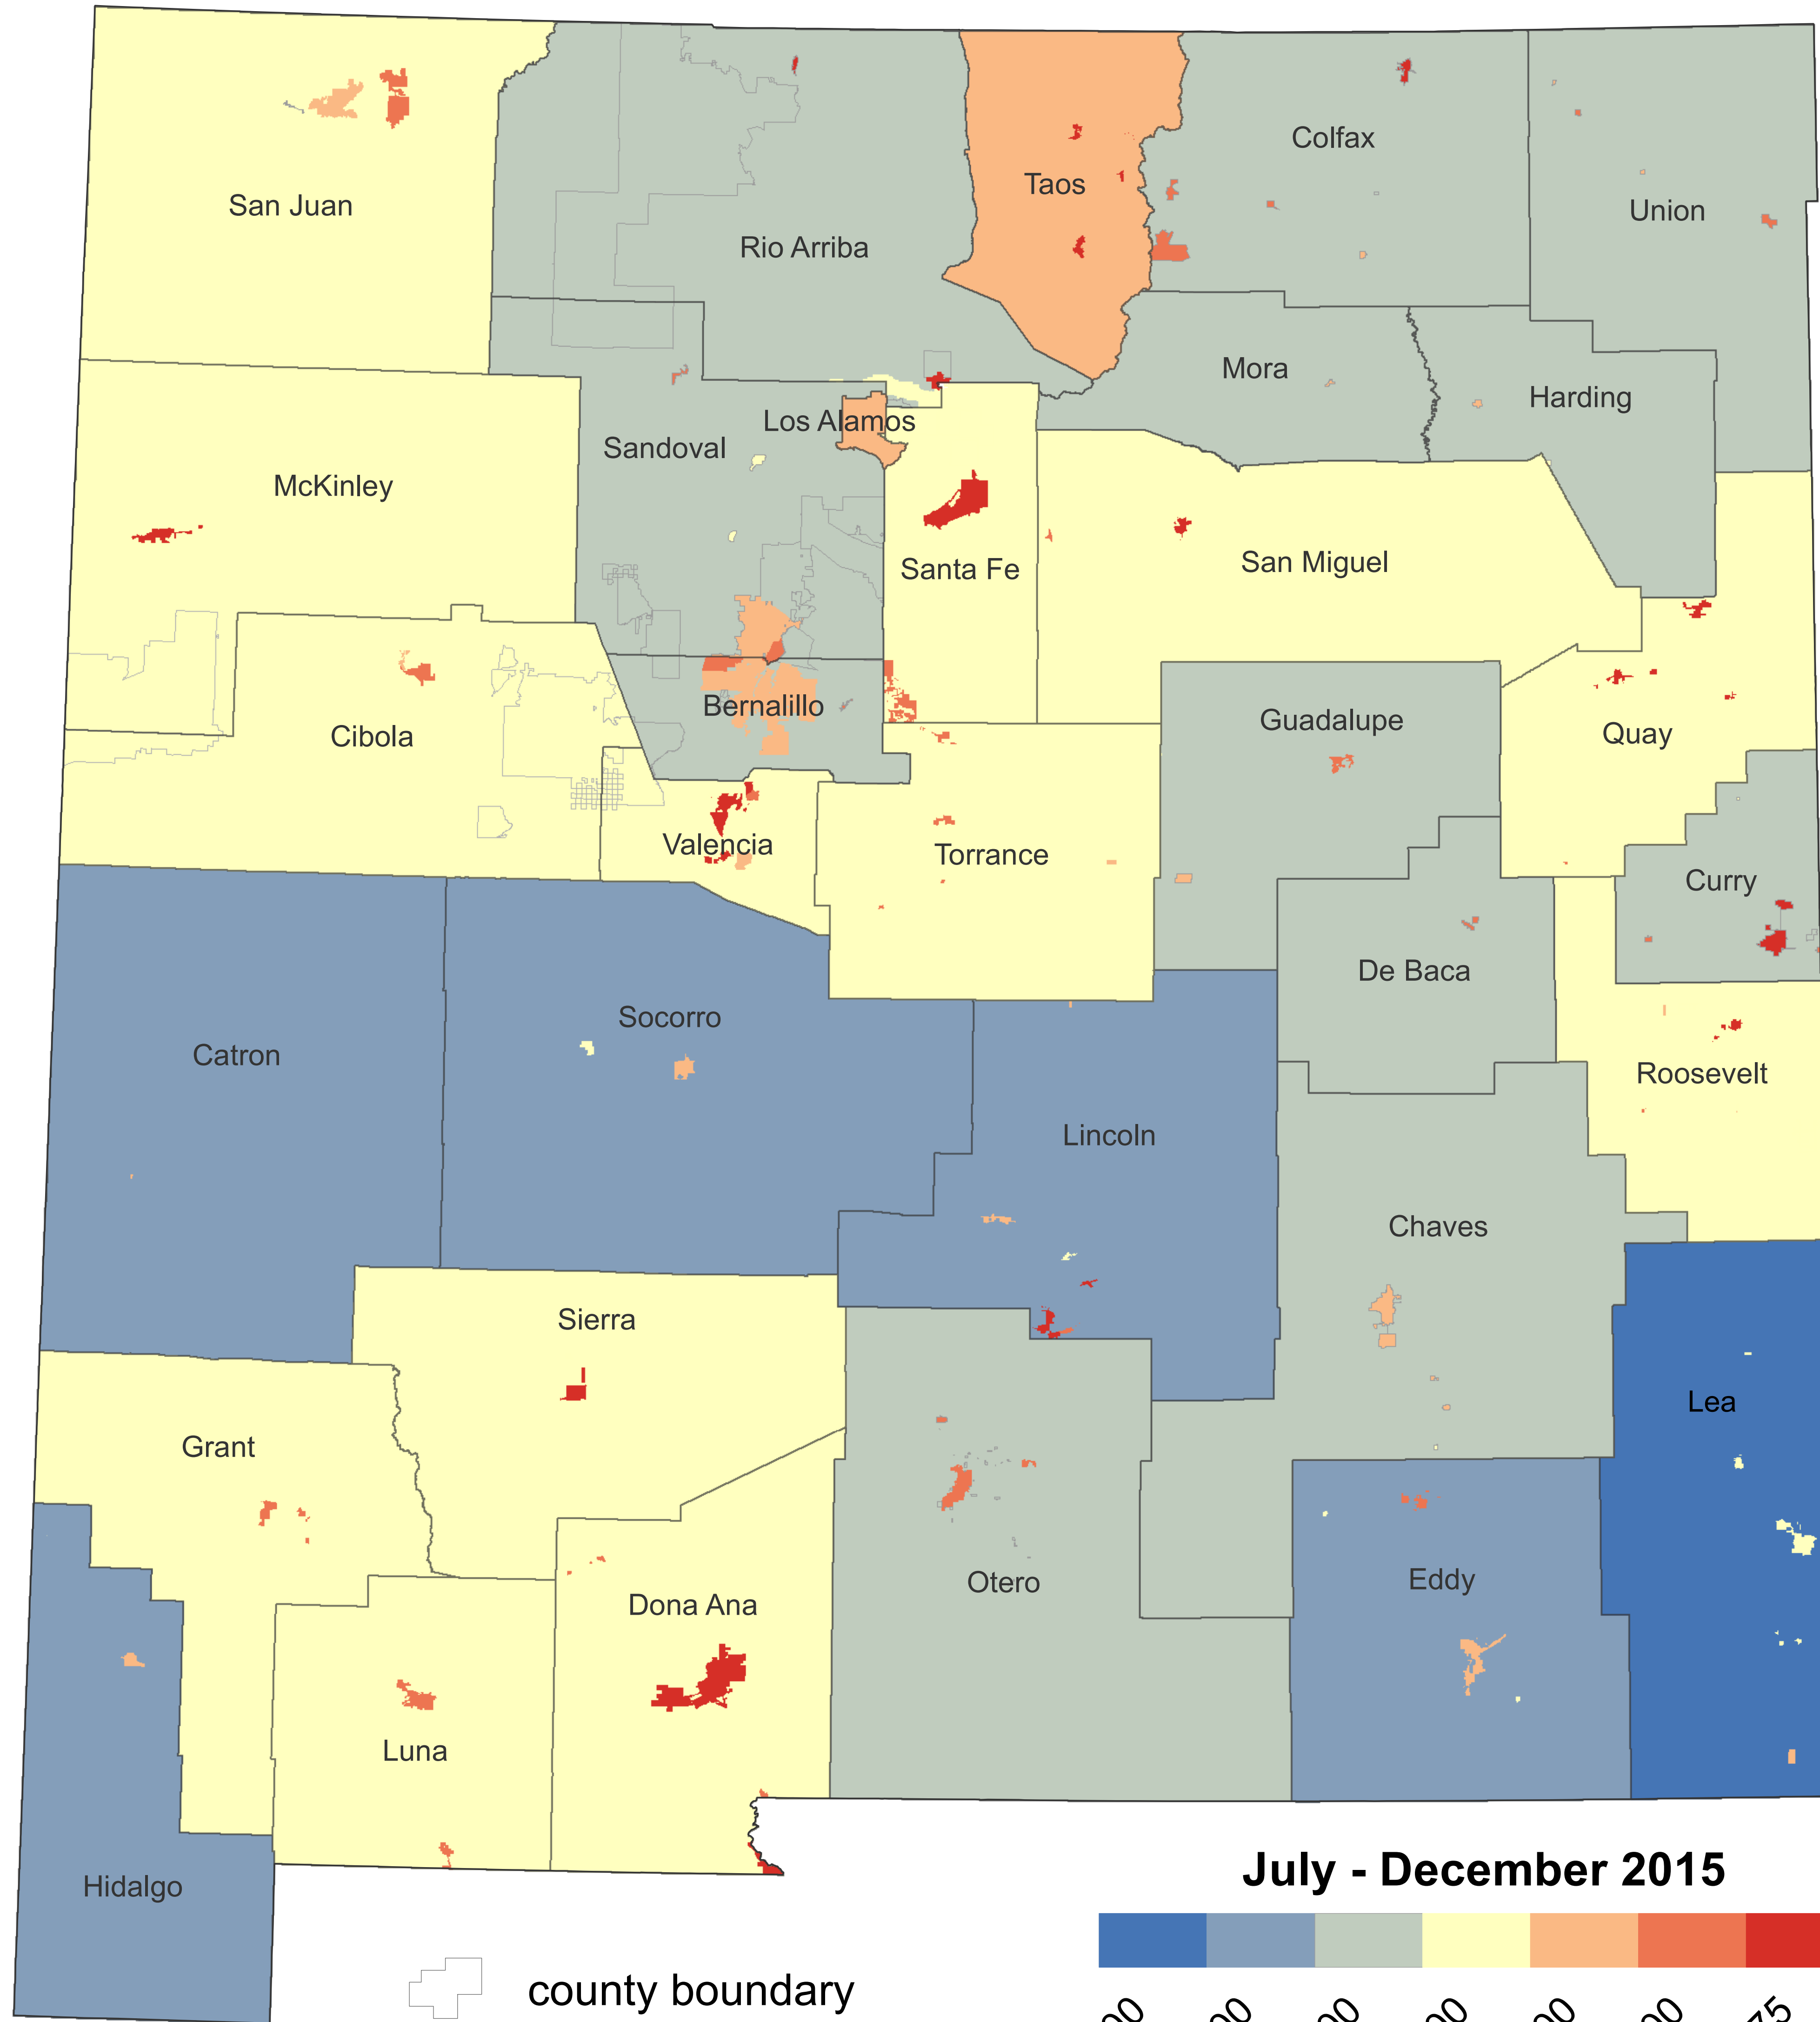 Colfax
Taos
San Juan
Union
Rio Arriba
Mora
Harding
Los Alamos
Sandoval
McKinley
San Miguel
Santa Fe
Bernalillo
Guadalupe
Quay
Cibola
Valencia
Torrance
Curry
De Baca
Socorro
Catron
Roosevelt
Lincoln
Chaves
Sierra
Lea
Grant
Eddy
Otero
Dona Ana
Luna
Hidalgo
July - December 2015
county boundary